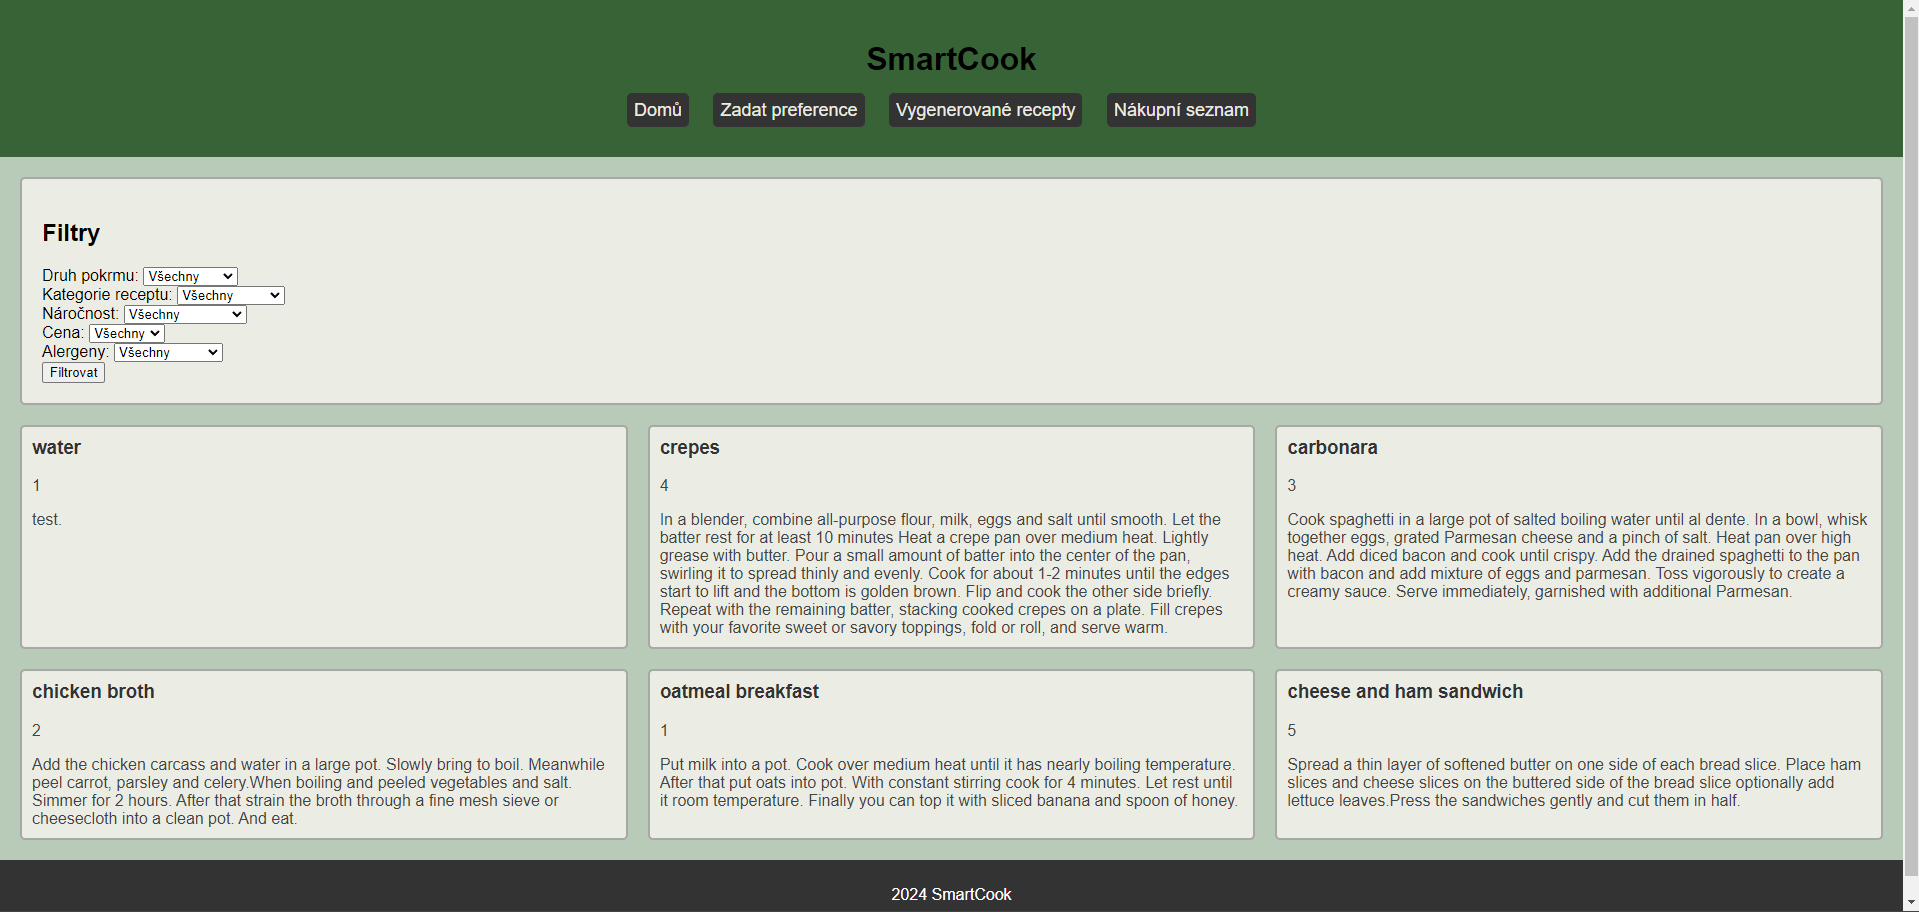 SmartCook
Domů Zadat preference Vygenerované recepty Nákupní seznam
Filtry
Druh pokrmu: Všechny
Kategorie receptu: Všechny
Náročnost: Všechny
Cena: Všechny
Alergeny: Všechny
Filtrovat
water
1
test.
crepes
4
In a blender, combine all-purpose flour, milk, eggs and salt until smooth. Let the
batter rest for at least 10 minutes Heat a crepe pan over medium heat. Lightly
grease with butter. Pour a small amount of batter into the center of the pan,
swirling it to spread thinly and evenly. Cook for about 1-2 minutes until the edges
start to lift and the bottom is golden brown. Flip and cook the other side briefly.
Repeat with the remaining batter, stacking cooked crepes on a plate. Fill crepes
with your favorite sweet or savory toppings, fold or roll, and serve warm.
carbonara
3
Cook spaghetti in a large pot of salted boiling water until al dente. In a bowl, whisk
together eggs, grated Parmesan cheese and a pinch of salt. Heat pan over high
heat. Add diced bacon and cook until crispy. Add the drained spaghetti to the pan
with bacon and add mixture of eggs and parmesan. Toss vigorously to create a
creamy sauce. Serve immediately, garnished with additional Parmesan.
chicken broth
2
Add the chicken carcass and water in a large pot. Slowly bring to boil. Meanwhile
peel carrot, parsley and celery.When boiling and peeled vegetables and salt.
Simmer for 2 hours. After that strain the broth through a fine mesh sieve or
cheesecloth into a clean pot. And eat.
oatmeal breakfast
1
Put milk into a pot. Cook over medium heat until it has nearly boiling temperature.
After that put oats into pot. With constant stirring cook for 4 minutes. Let rest until
it room temperature. Finally you can top it with sliced banana and spoon of honey.
cheese and ham sandwich
5
Spread a thin layer of softened butter on one side of each bread slice. Place ham
slices and cheese slices on the buttered side of the bread slice optionally add
lettuce leaves.Press the sandwiches gently and cut them in half.
2024 SmartCook